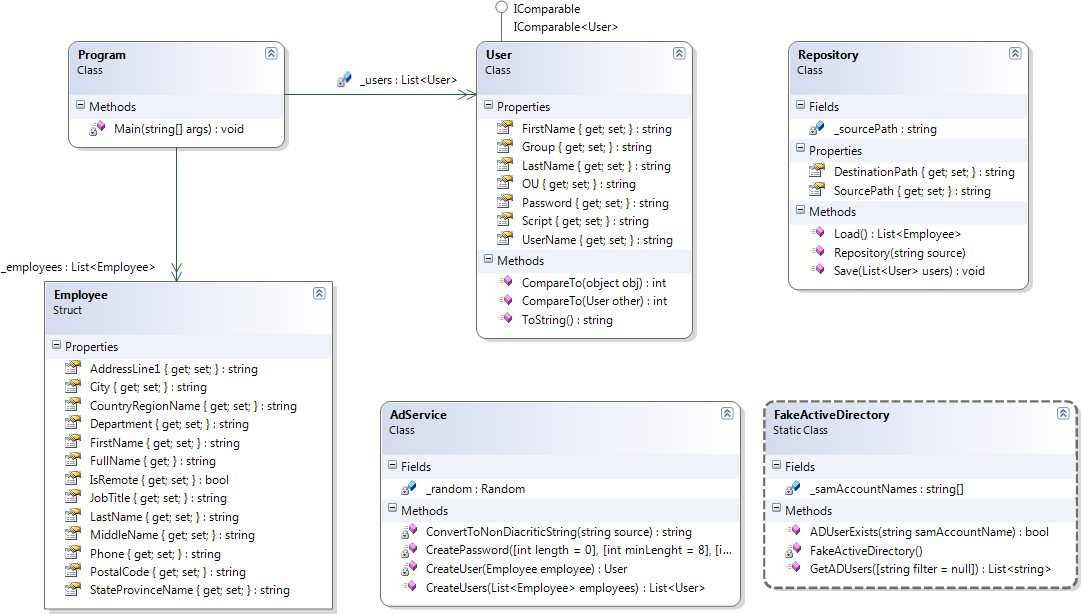 IComparable
IComparable<User>
Program
Class
Methods
Main(string[] args) : void
_users : List<User>
User
Class
Properties
FirstName { get; set; } : string
Group { get; set; } : string
LastName { get; set; } : string
OU { get; set; } : string
Password { get; set; } : string
Script { get; set; } : string
UserName { get; set; } : string
Methods
CompareTo(object obj) : int
CompareTo(User other) : int
ToString() : string
Repository
Class
Fields
_sourcePath : string
Properties
DestinationPath { get; set; } : string
SourcePath { get; set; } : string
Methods
Load() : List<Employee>
Repository(string source)
Save(List<User> users) : void
_employees : List<Employee>
Employee
Struct
Properties
AddressLine1 { get; set; } : string
City { get; set; } : string
CountryRegionName { get; set; } : string
Department { get; set; } : string
FirstName { get; set; } : string
FullName { get; set; } : string
IsRemote { get; set; } : bool
JobTitle { get; set; } : string
LastName { get; set; } : string
MiddleName { get; set; } : string
Phone { get; set; } : string
PostalCode { get; set; } : string
StateProvinceName { get; set; } : string
AdService
Class
Fields
_random : Random
Methods
ConvertToNonDiacriticString(string source) : string
CreatePassword([int length = 0], [int minLenght = 8], [i...
CreateUser(Employee employee) : User
CreateUsers(List<Employee> employees) : List<User>
FakeActiveDirectory
Static Class
Fields
_samAccountNames : string[]
Methods
ADUserExists(string samAccountName) : bool
FakeActiveDirectory()
GetADUsers([string filter = null]) : List<string>